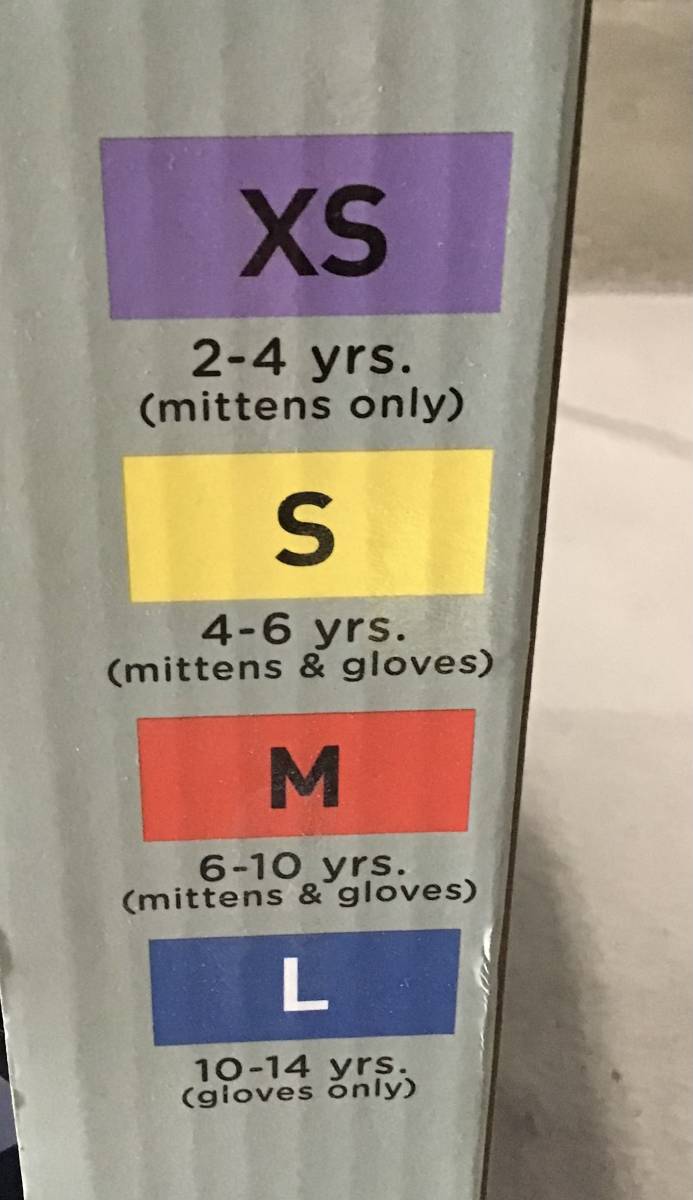 XS
2-4 yrs.
(mittens only)
S
4-6 yrs.
(mittens & gloves)
M
6-10 yrs.
(mittens & gloves)
L
10-14 yrs.
(gloves only)